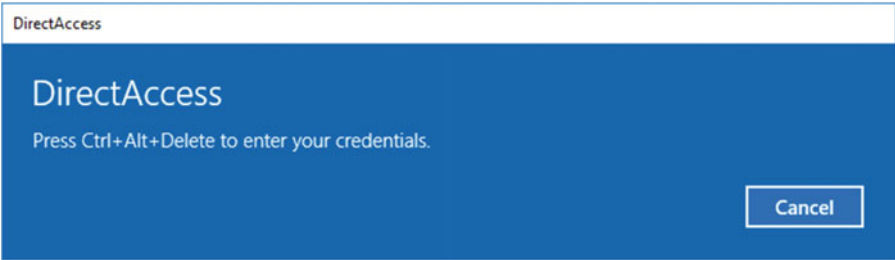 DirectAccess
DirectAccess
Press Ctrl+Alt+Delete to enter your credentials.
Cancel